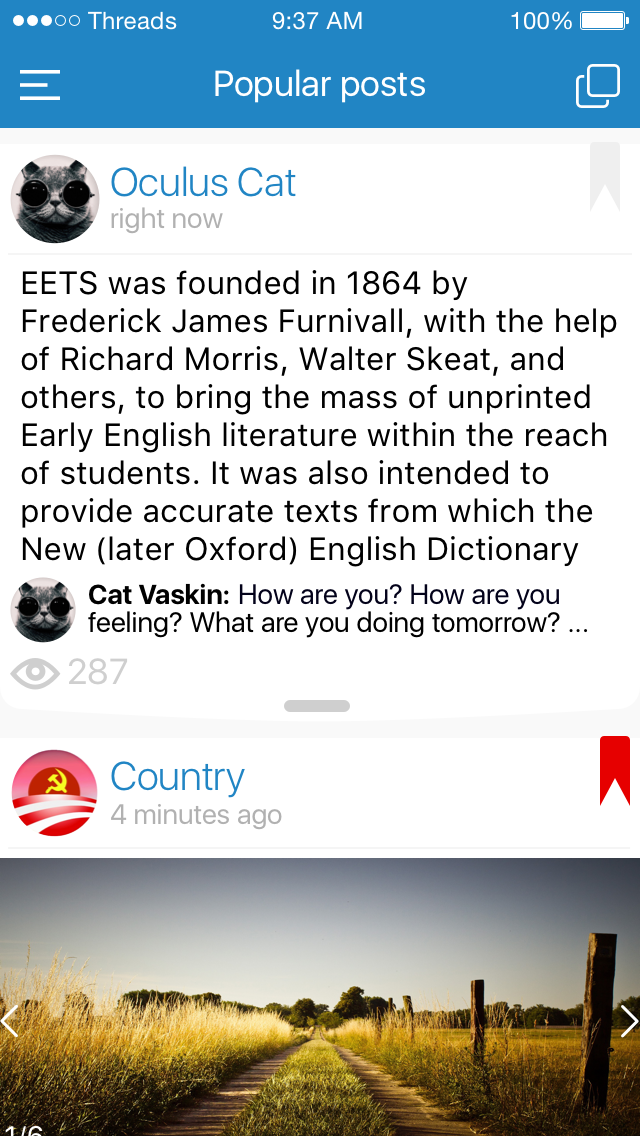 Threads 9:37 AM 100%
Popular posts
Oculus Cat
right now
EETS was founded in 1864 by
Frederick James Furnivall, with the help
of Richard Morris, Walter Skeat, and
others, to bring the mass of unprinted
Early English literature within the reach
of students. It was also intended to
provide accurate texts from which the
New (later Oxford) English Dictionary
Cat Vaskin: How are you? How are you
feeling? What are you doing tomorrow? ...
287
Country
4 minutes ago
1/6